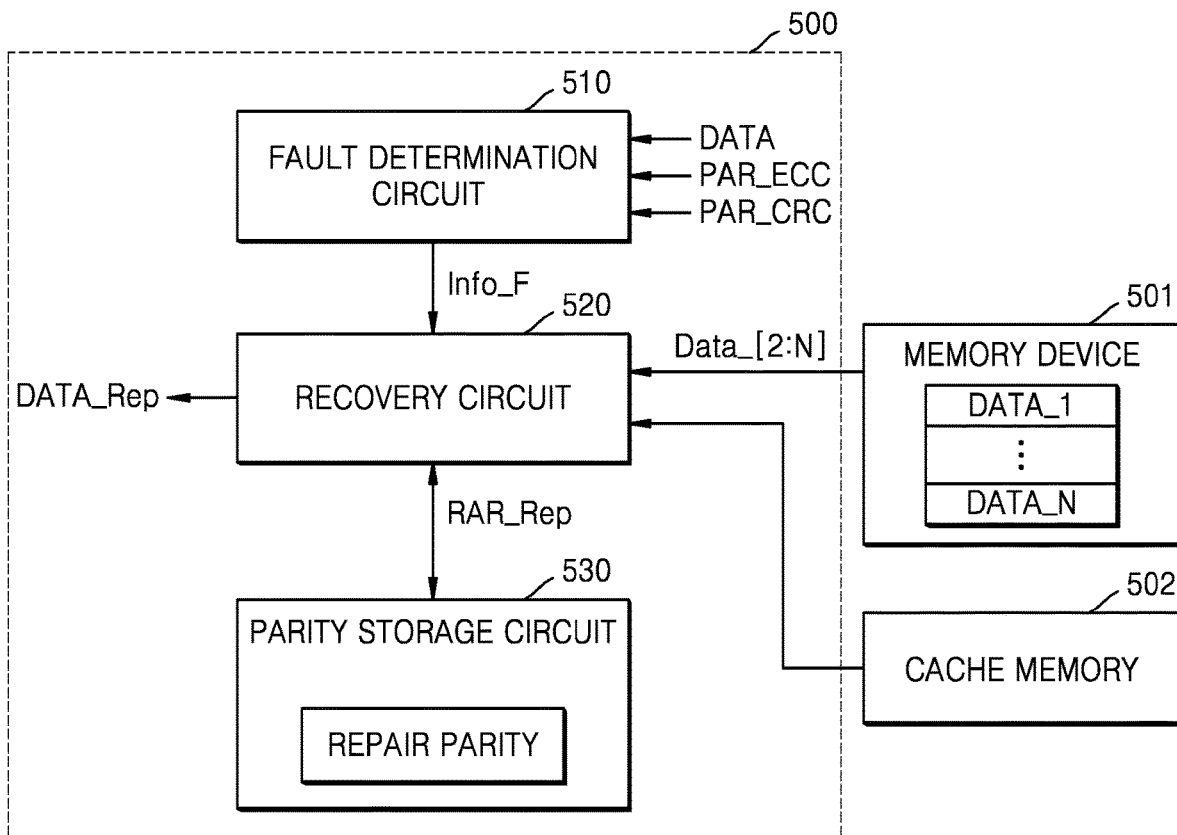 500
510
FAULT DETERMINATION
CIRCUIT
DATA
PAR_ECC
PAR_CRC
Info_F
520
RECOVERY CIRCUIT
DATA_Rep
Data_[2:N]
501
MEMORY DEVICE
DATA_1
⋮
DATA_N
RAR_Rep
530
PARITY STORAGE CIRCUIT
REPAIR PARITY
502
CACHE MEMORY